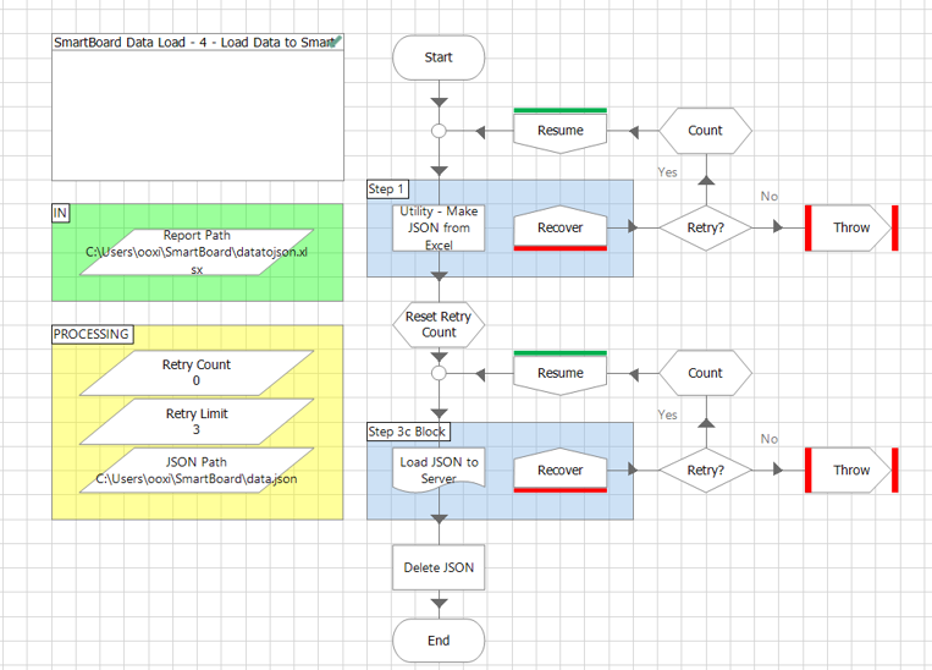 SmartBoard Data Load - 4 - Load Data to Smart
Start
Resume
Count
Yes
No
Step 1
Utility - Make
JSON from
Excel
Recover
Retry?
Throw
IN
Report Path
C:\Users\ooxi\SmartBoard\datatojson.xl
sx
Reset Retry
Count
PROCESSING
Retry Count
0
Retry Limit
3
JSON Path
C:\Users\ooxi\SmartBoard\data.json
Resume
Count
Yes
No
Step 3c Block
Load JSON to
Server
Recover
Retry?
Throw
Delete JSON
End